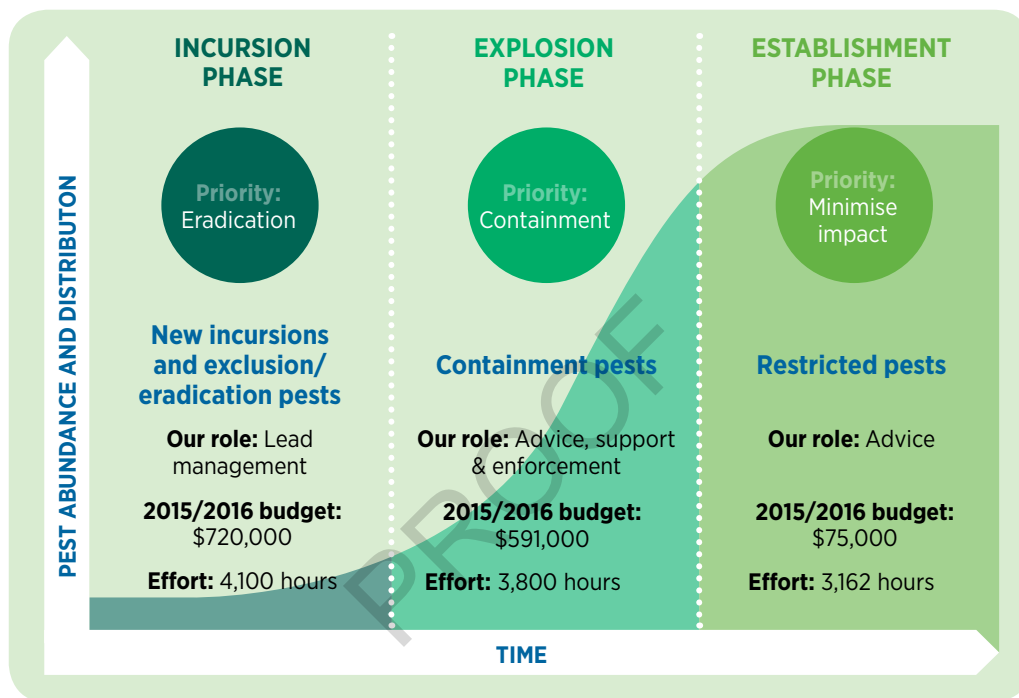 INCURSION
PHASE
Priority:
Eradication
New incursions
and exclusion/
eradication pests
Our role: Lead
management
2015/2016 budget:
$720,000
Effort: 4,100 hours
EXPLOSION
PHASE
Priority:
Containment
Containment pests
Our role: Advice, support
& enforcement
2015/2016 budget:
$591,000
Effort: 3,800 hours
ESTABLISHMENT
PHASE
Priority:
Minimise
impact
Restricted pests
Our role: Advice
2015/2016 budget:
$75,000
Effort: 3,162 hours
PEST ABUNDANCE AND DISTRIBUTON
TIME
PROOF